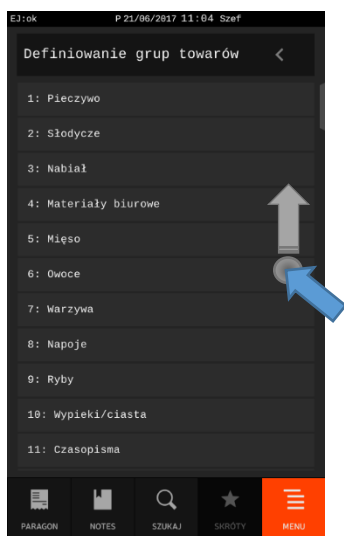 EJ:ok P 21/06/2017 11:04 Szef
Definiowanie grup towarów <
1: Pieczywo
2: Słodycze
3: Nabiał
4: Materiały biurowe
5: Mięso
6: Owoce
7: Warzywa
8: Napoje
9: Ryby
10: Wypieki/ciasta
11: Czasopisma
PARAGON NOTES SZUKAJ SKRÓTY MENU